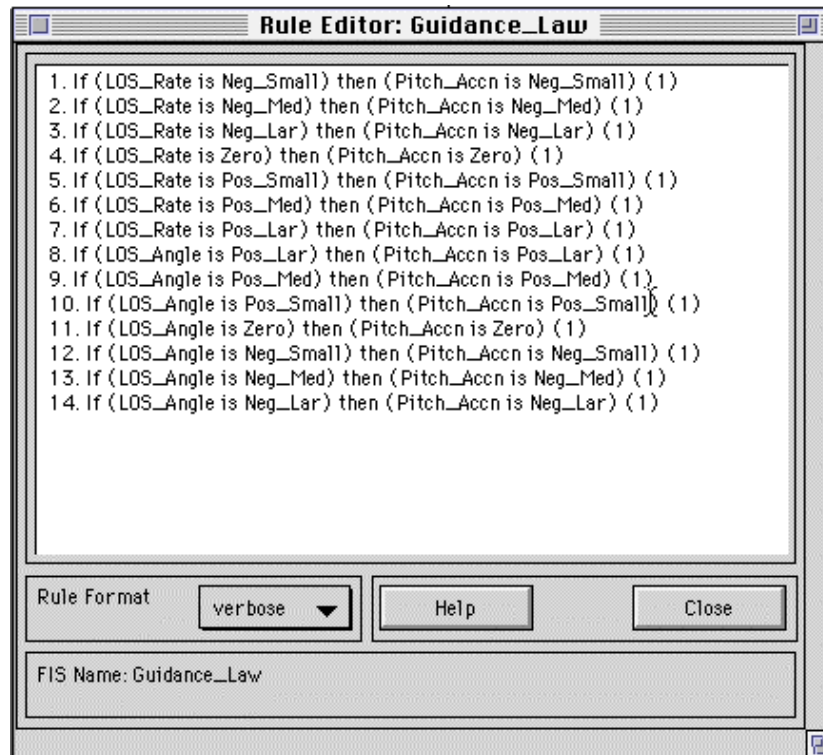 Rule Editor: Guidance_Law
1. If (LOS_Rate is Neg_Small) then (Pitch_Accn is Neg_Small) (1)
2. If (LOS_Rate is Neg_Med) then (Pitch_Accn is Neg_Med) (1)
3. If (LOS_Rate is Neg_Lar) then (Pitch_Accn is Neg_Lar) (1)
4. If (LOS_Rate is Zero) then (Pitch_Accn is Zero) (1)
5. If (LOS_Rate is Pos_Small) then (Pitch_Accn is Pos_Small) (1)
6. If (LOS_Rate is Pos_Med) then (Pitch_Accn is Pos_Med) (1)
7. If (LOS_Rate is Pos_Lar) then (Pitch_Accn is Pos_Lar) (1)
8. If (LOS_Angle is Pos_Lar) then (Pitch_Accn is Pos_Lar) (1)
9. If (LOS_Angle is Pos_Med) then (Pitch_Accn is Pos_Med) (1)
10. If (LOS_Angle is Pos_Small) then (Pitch_Accn is Pos_Small) (1)
11. If (LOS_Angle is Zero) then (Pitch_Accn is Zero) (1)
12. If (LOS_Angle is Neg_Small) then (Pitch_Accn is Neg_Small) (1)
13. If (LOS_Angle is Neg_Med) then (Pitch_Accn is Neg_Med) (1)
14. If (LOS_Angle is Neg_Lar) then (Pitch_Accn is Neg_Lar) (1)
Rule Format verbose Help Close
FIS Name: Guidance_Law